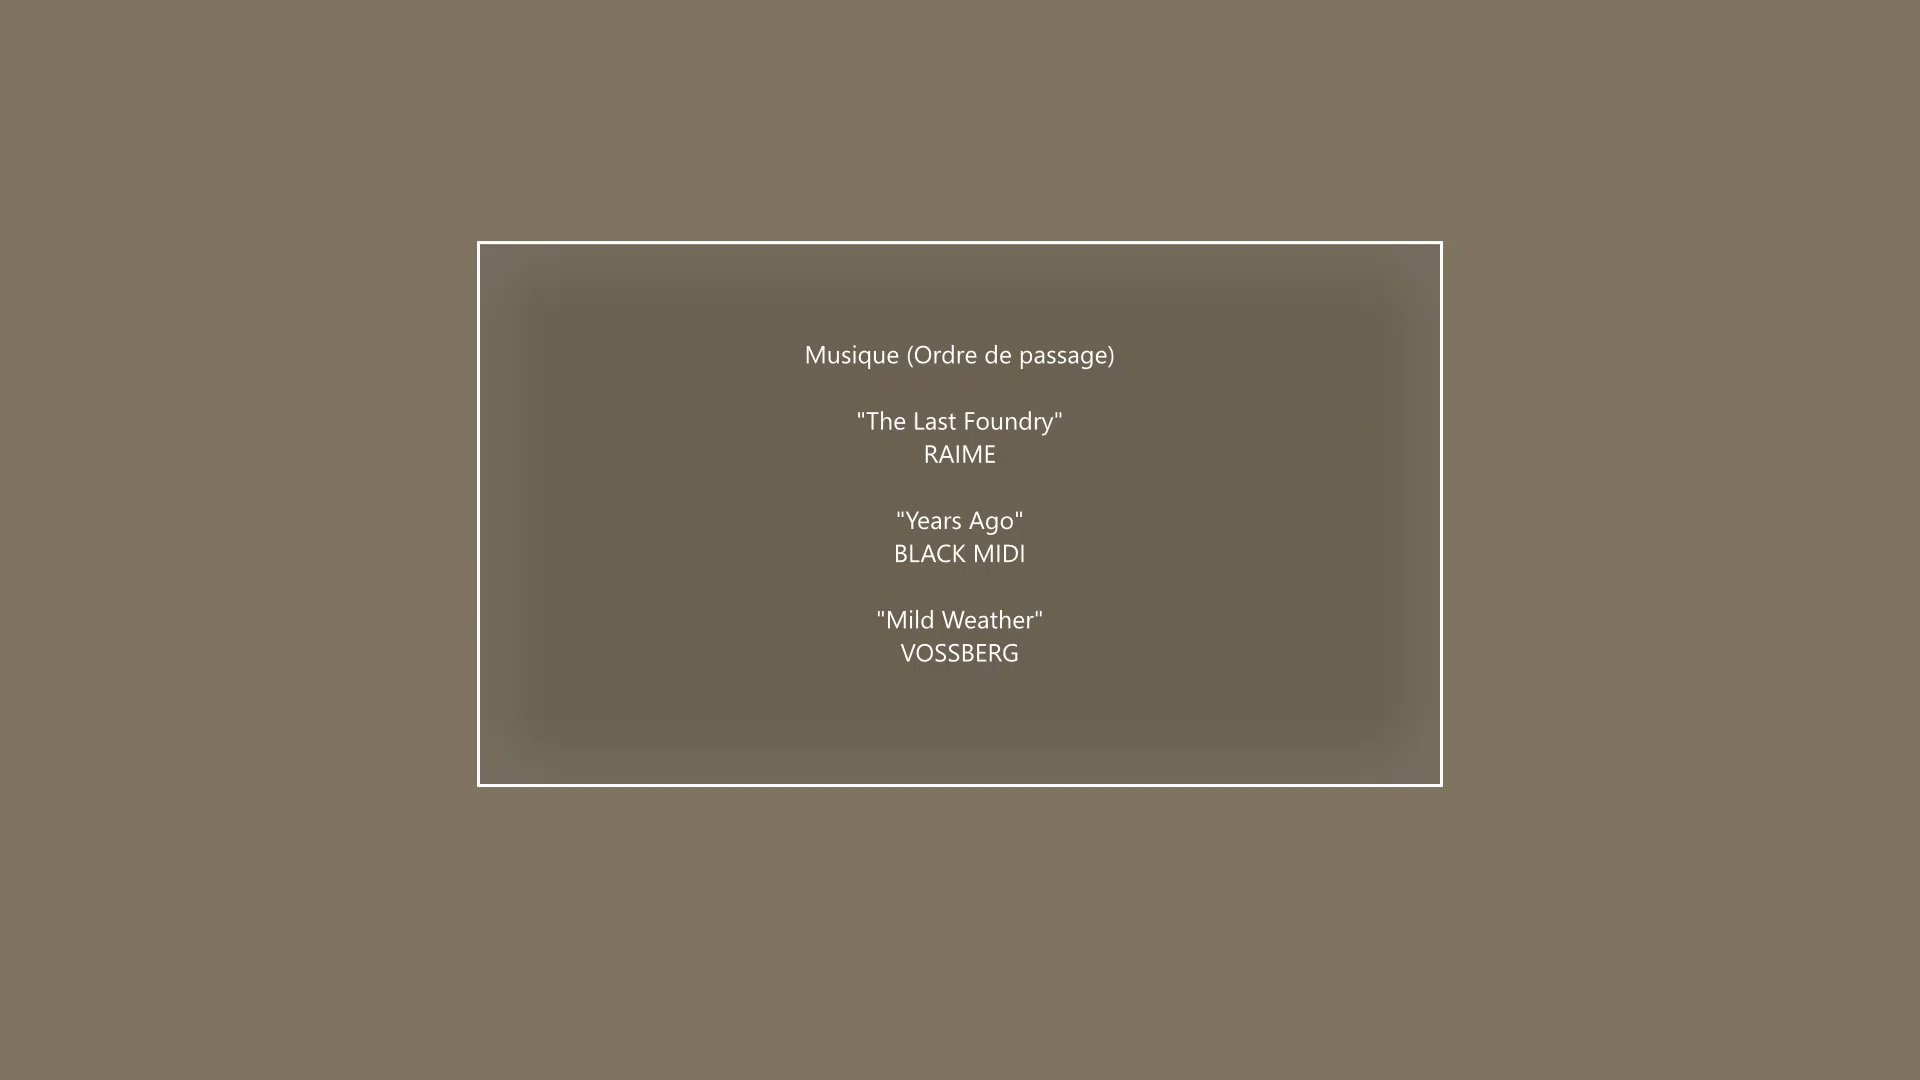 Musique (Ordre de passage)
"The Last Foundry"
RAIME
"Years Ago"
BLACK MIDI
"Mild Weather"
VOSSBERG